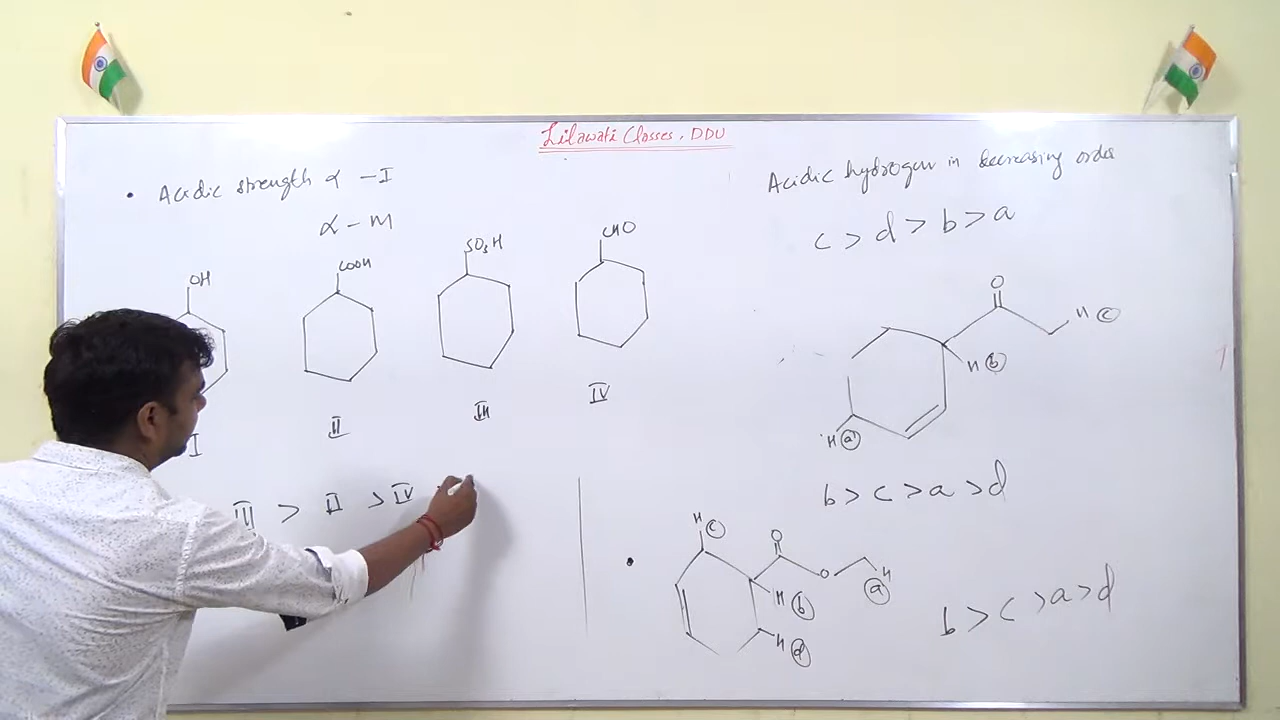 Lilawati Classes, DDU
• Acidic strength α -I
α - M
OH
COOH
SO3H
CHO
I
II
III
IV
III > II > IV
Acidic hydrogen in decreasing order
c > d > b > a
O
H (c)
H (b)
H (a)
b > c > a > d
•
H (c)
O
O
H (a)
H (b)
H (d)
b > c > a > d